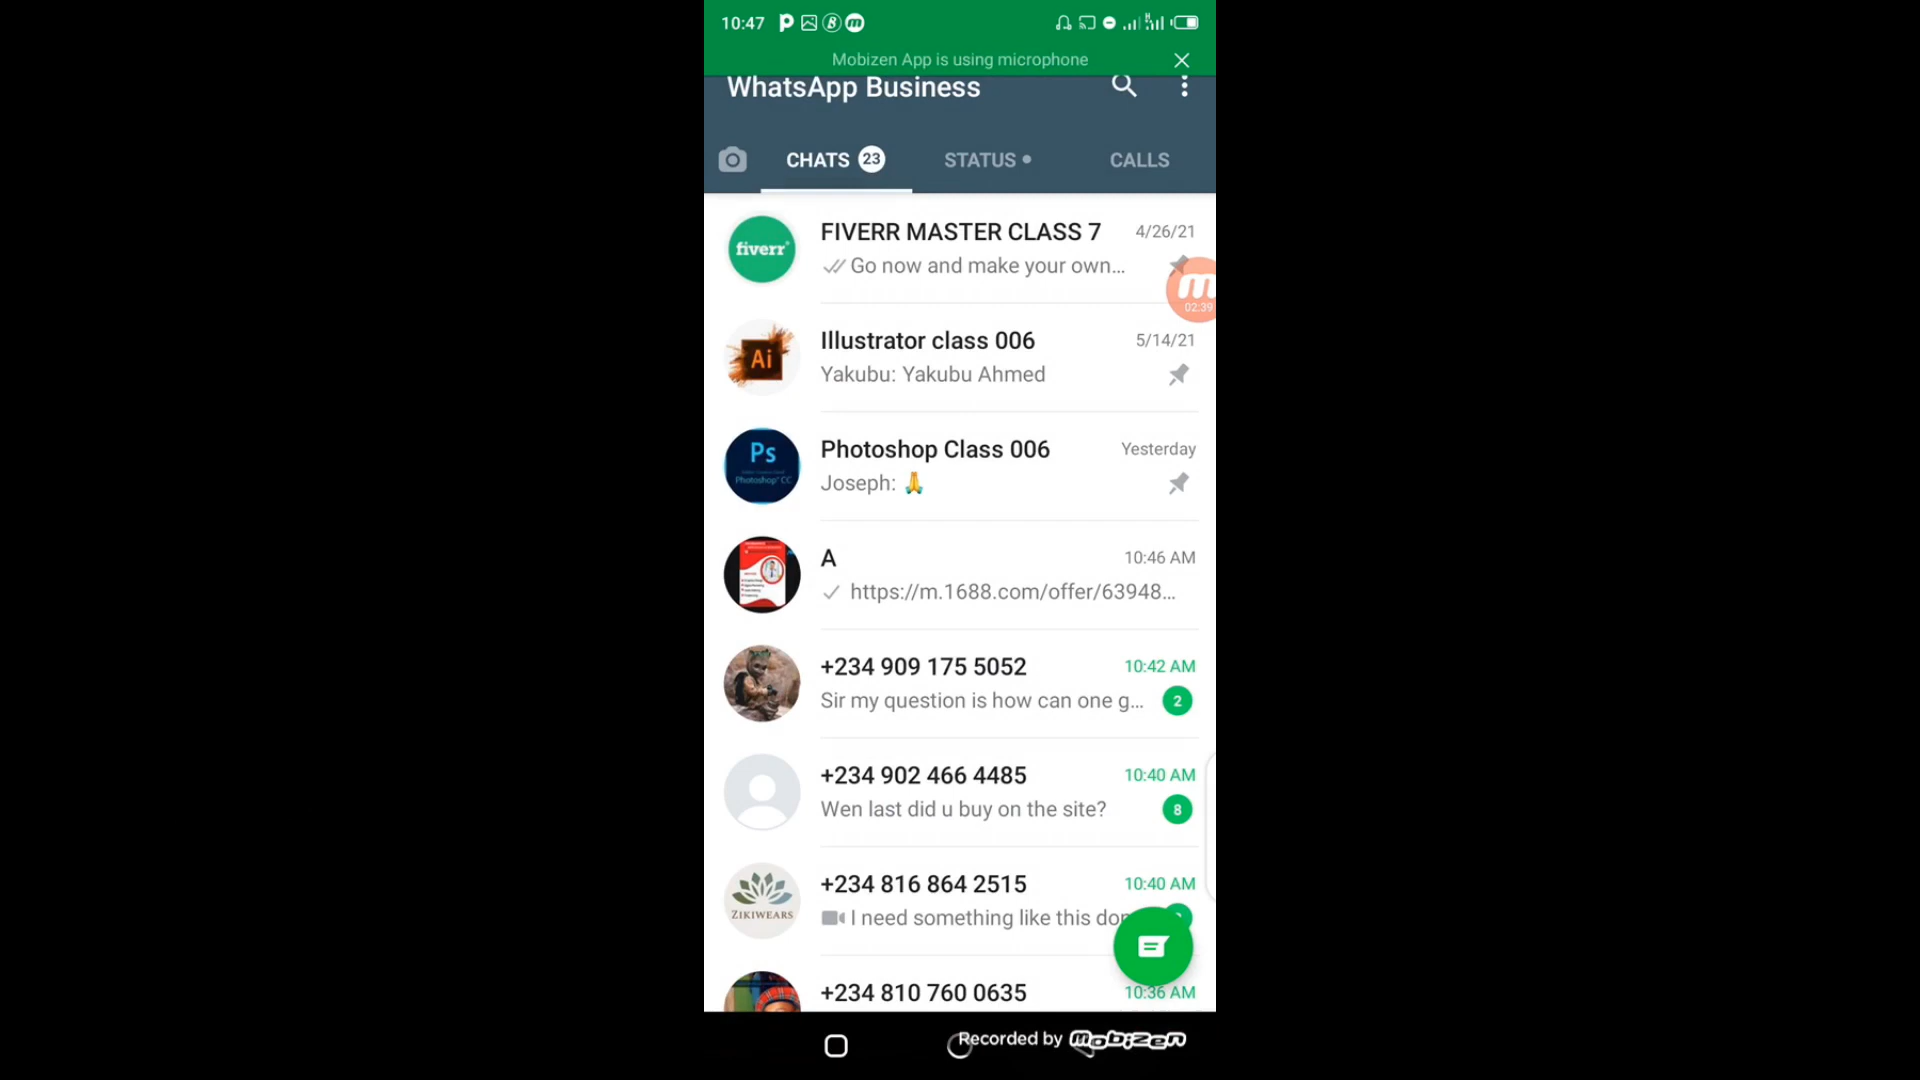 10:47
Mobizen App is using microphone
WhatsApp Business
CHATS 23 STATUS CALLS
FIVERR MASTER CLASS 7 4/26/21
fiverr
Go now and make your own...
02:39
Illustrator class 006 5/14/21
Ai
Yakubu: Yakubu Ahmed
Photoshop Class 006 Yesterday
Ps
Photoshop CC
Joseph: 🙏
A 10:46 AM
https://m.1688.com/offer/63948...
+234 909 175 5052 10:42 AM
Sir my question is how can one g... 2
+234 902 466 4485 10:40 AM
Wen last did u buy on the site? 8
+234 816 864 2515 10:40 AM
ZIKIWEARS
I need something like this don
+234 810 760 0635 10:36 AM
Recorded by mobizen